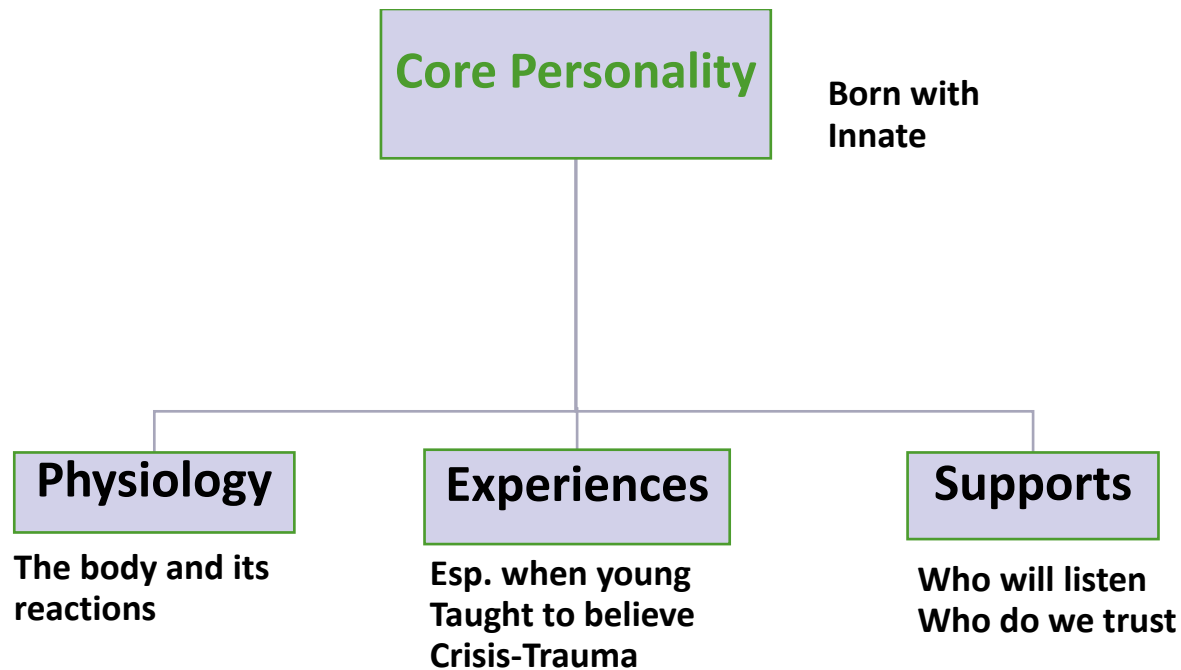 Core Personality
Born with
Innate
Physiology
The body and its
reactions
Experiences
Esp. when young
Taught to believe
Crisis-Trauma
Supports
Who will listen
Who do we trust